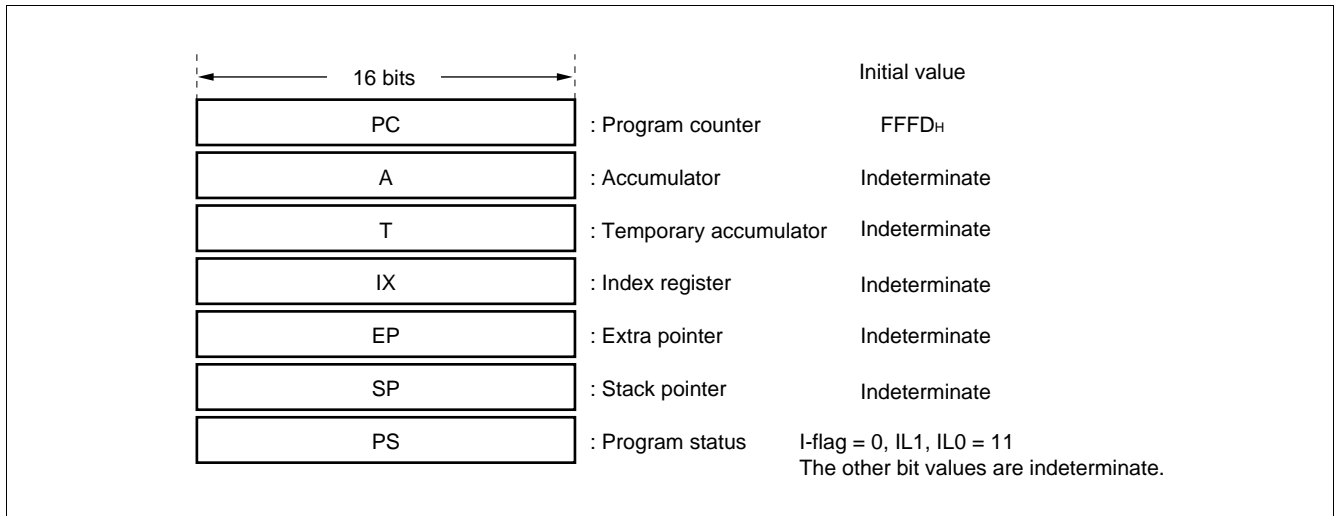 16 bits Initial value
PC : Program counter FFFDH
A : Accumulator Indeterminate
T : Temporary accumulator Indeterminate
IX : Index register Indeterminate
EP : Extra pointer Indeterminate
SP : Stack pointer Indeterminate
PS : Program status I-flag = 0, IL1, IL0 = 11
The other bit values are indeterminate.